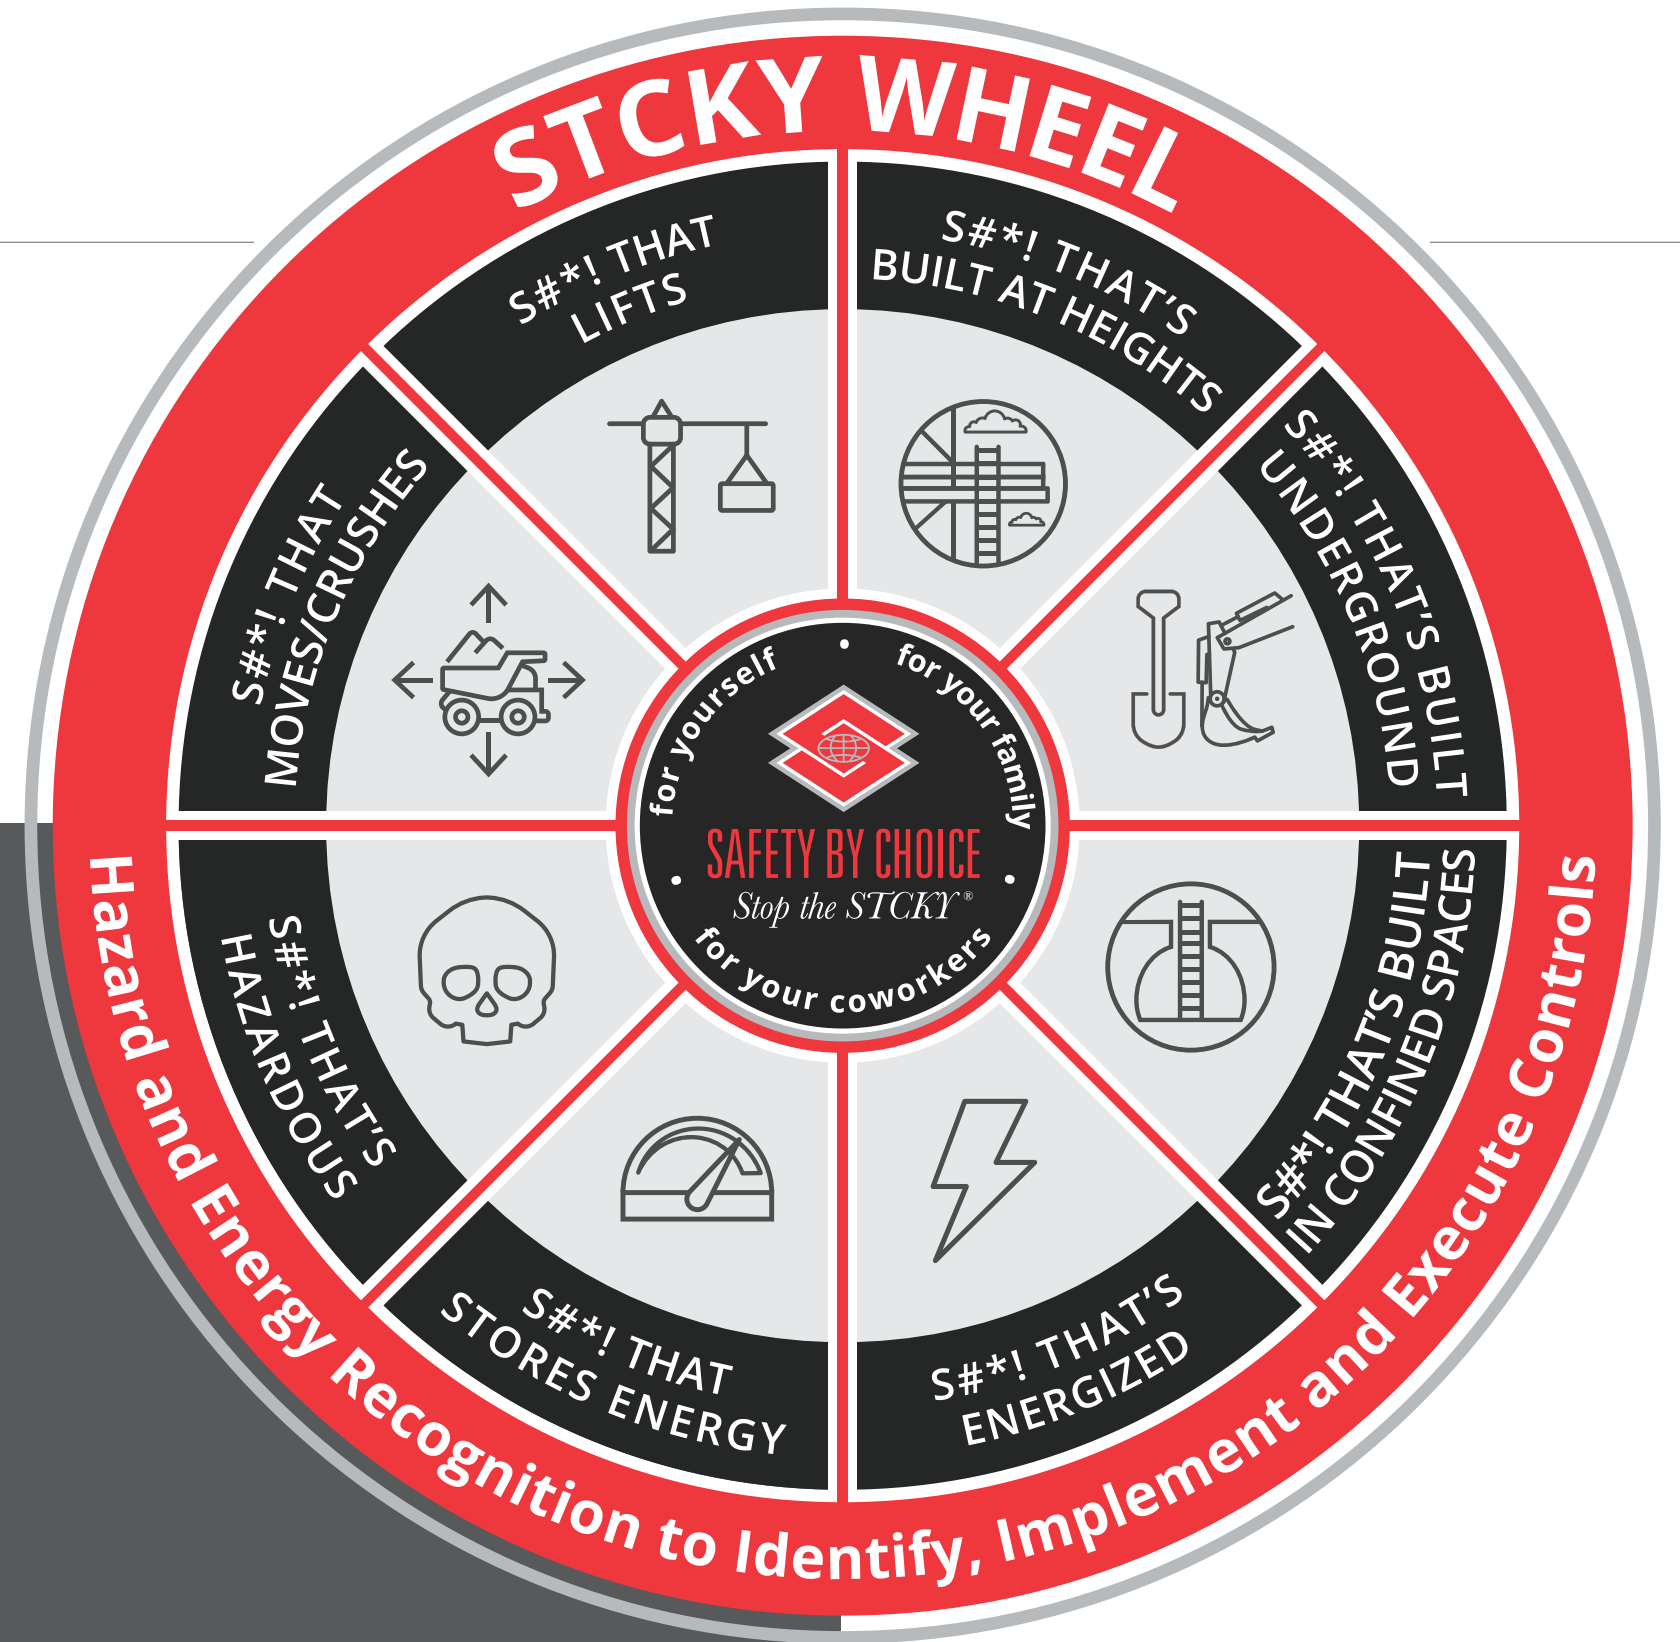 STCKY WHEEL
S#*! THAT
LIFTS
S#*! THAT'S
BUILT AT HEIGHTS
S#*! THAT'S BUILT
UNDERGROUND
S#*! THAT'S BUILT
IN CONFINED SPACES
S#*! THAT'S
ENERGIZED
S#*! THAT
STORES ENERGY
S#*! THAT'S
HAZARDOUS
S#*! THAT
MOVES/CRUSHES
for yourself
for your family
for your coworkers
SAFETY BY CHOICE
Stop the STCKY®
Hazard and Energy Recognition to Identify, Implement and Execute Controls